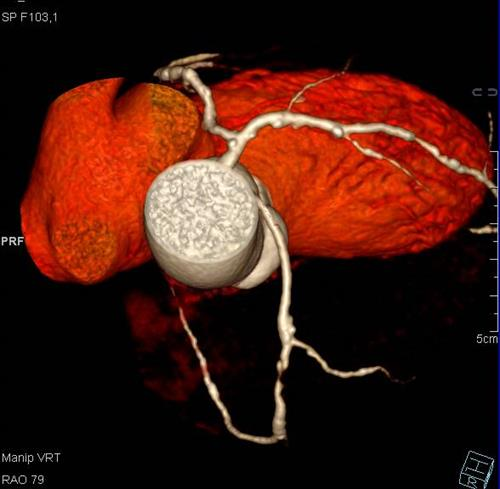 SP F103,1
PRF
5cm
Manip VRT
RAO 79
H